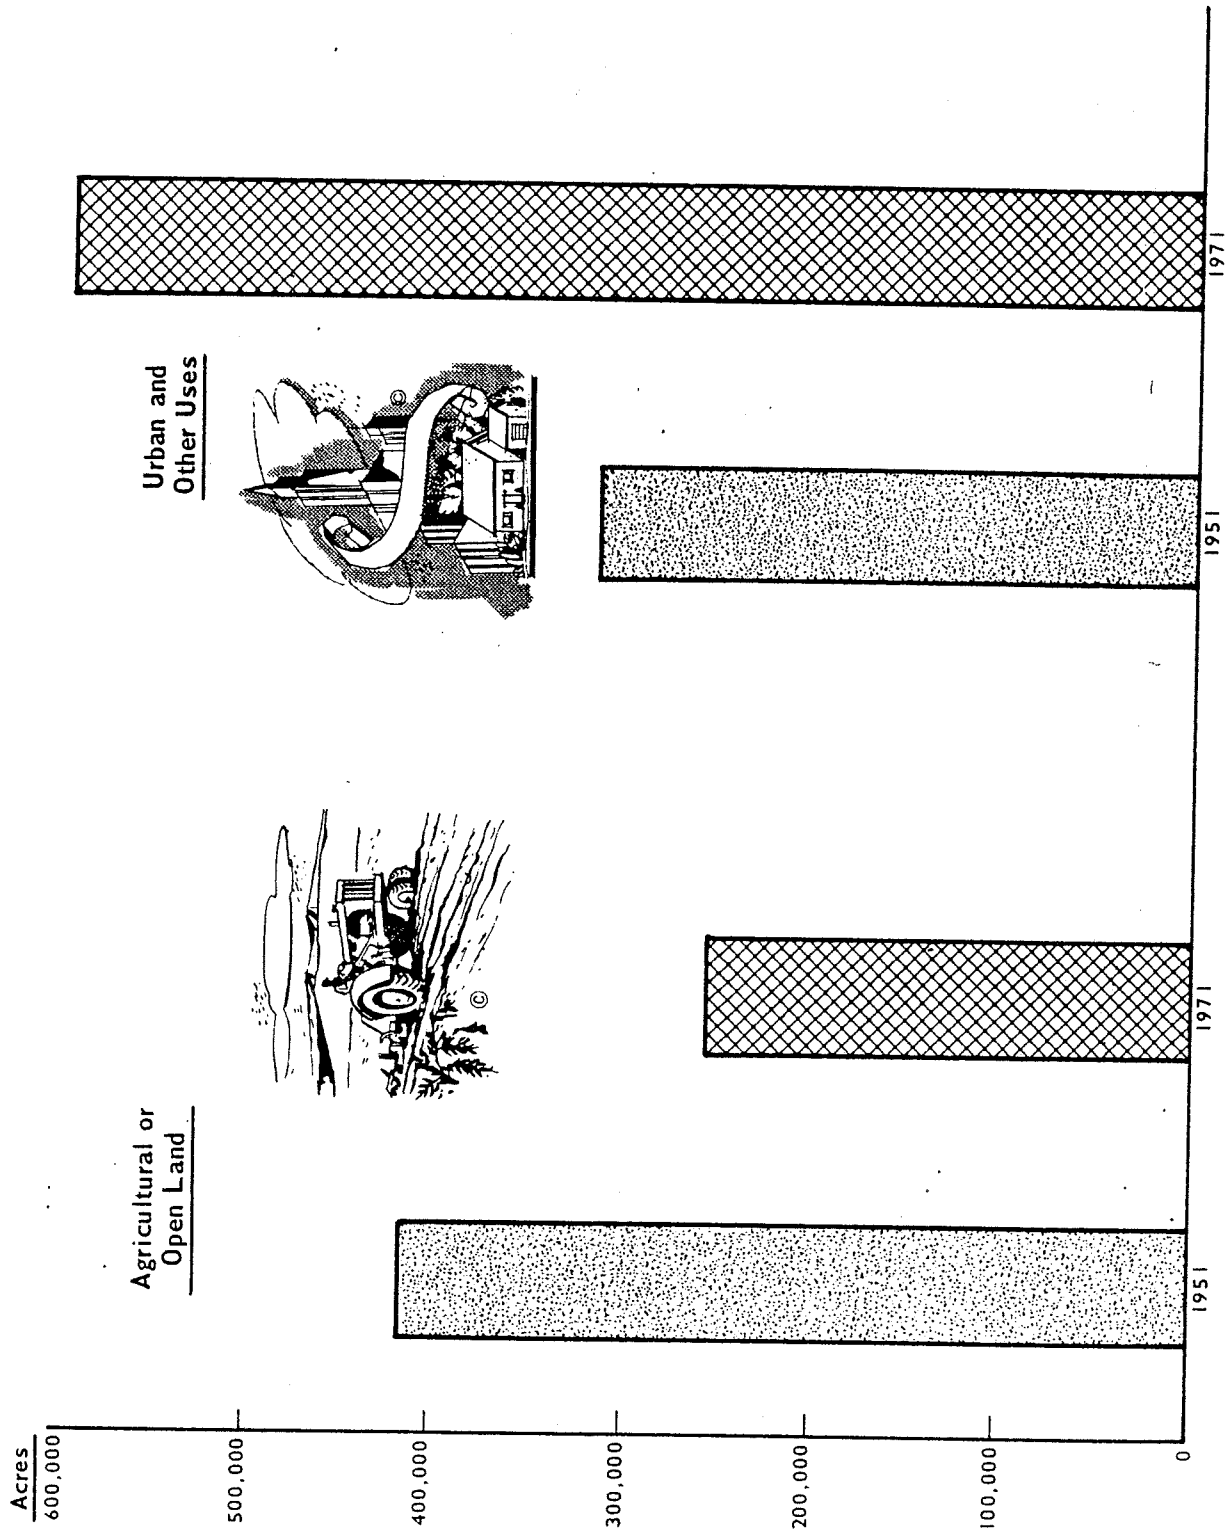 Acres
600,000
500,000
400,000
300,000
200,000
100,000
0
Agricultural or
Open Land
Urban and
Other Uses
©
©
1951
1971
1951
1971